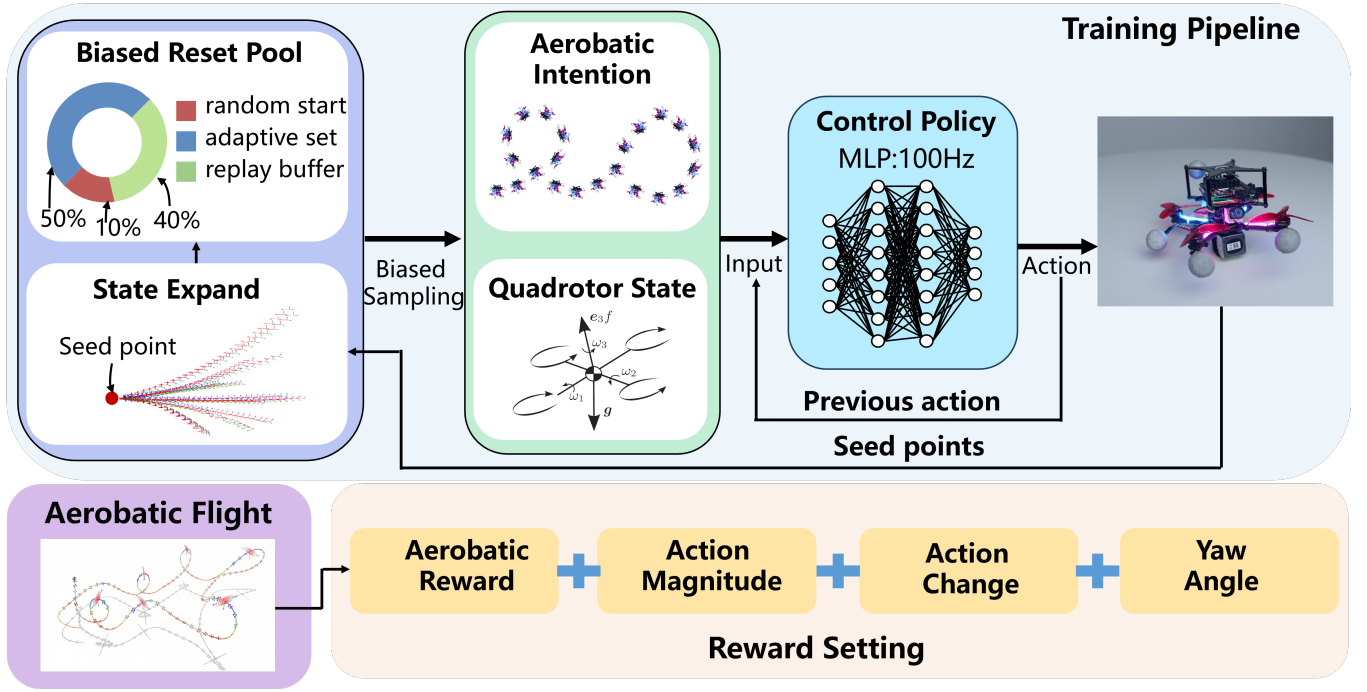 Training Pipeline
Biased Reset Pool
random start
adaptive set
replay buffer
50%
10%
40%
State Expand
Seed point
Biased
Sampling
Aerobatic
Intention
Quadrotor State
e₃f
ω₃
ω₂
ω₁
g
Input
Control Policy
MLP:100Hz
Action
Previous action
Seed points
Aerobatic Flight
Aerobatic
Reward
Action
Magnitude
Action
Change
Yaw
Angle
Reward Setting